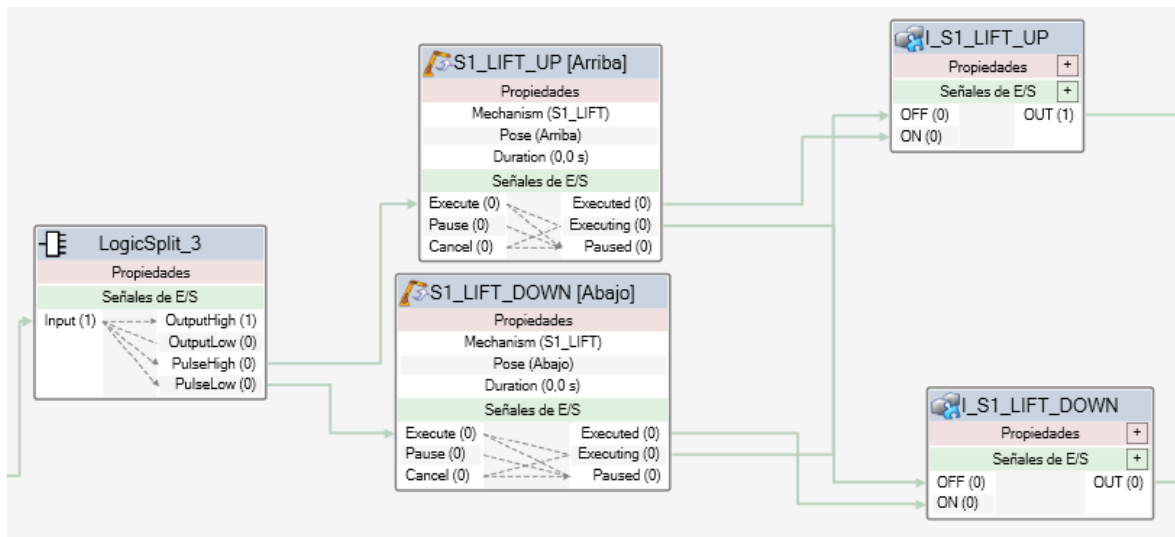 LogicSplit_3
Propiedades
Señales de E/S
Input (1) OutputHigh (1)
OutputLow (0)
PulseHigh (0)
PulseLow (0)
S1_LIFT_UP [Arriba]
Propiedades
Mechanism (S1_LIFT)
Pose (Arriba)
Duration (0,0 s)
Señales de E/S
Execute (0) Executed (0)
Pause (0) Executing (0)
Cancel (0) Paused (0)
S1_LIFT_DOWN [Abajo]
Propiedades
Mechanism (S1_LIFT)
Pose (Abajo)
Duration (0,0 s)
Señales de E/S
Execute (0) Executed (0)
Pause (0) Executing (0)
Cancel (0) Paused (0)
I_S1_LIFT_UP
Propiedades +
Señales de E/S +
OFF (0) OUT (1)
ON (0)
I_S1_LIFT_DOWN
Propiedades +
Señales de E/S +
OFF (0) OUT (0)
ON (0)